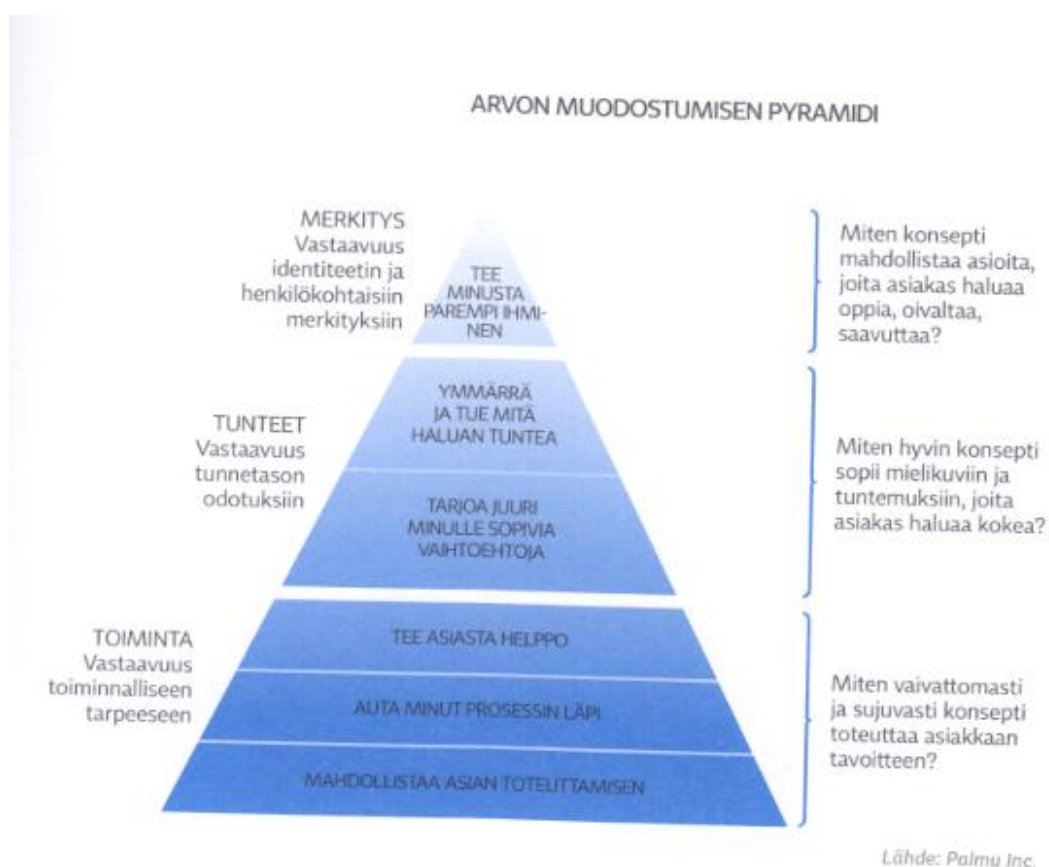 ARVON MUODOSTUMISEN PYRAMIDI
MERKITYS
Vastaavuus
identiteetin ja
henkilökohtaisiin
merkityksiin
TEE
MINUSTA
PAREMPI IHMI-
NEN
Miten konsepti
mahdollistaa asioita,
joita asiakas haluaa
oppia, oivaltaa,
saavuttaa?
TUNTEET
Vastaavuus
tunnetason
odotuksiin
YMMÄRRÄ
JA TUE MITÄ
HALUAN TUNTEA
TARJOA JUURI
MINULLE SOPIVIA
VAIHTOEHTOJA
Miten hyvin konsepti
sopii mielikuviin ja
tuntemuksiin, joita
asiakas haluaa kokea?
TOIMINTA
Vastaavuus
toiminnalliseen
tarpeeseen
TEE ASIASTA HELPPO
AUTA MINUT PROSESSIN LÄPI
MAHDOLLISTAA ASIAN TOTEUTTAMISEN
Miten vaivattomasti
ja sujuvasti konsepti
toteuttaa asiakkaan
tavoitteen?
Lähde: Palmu Inc.